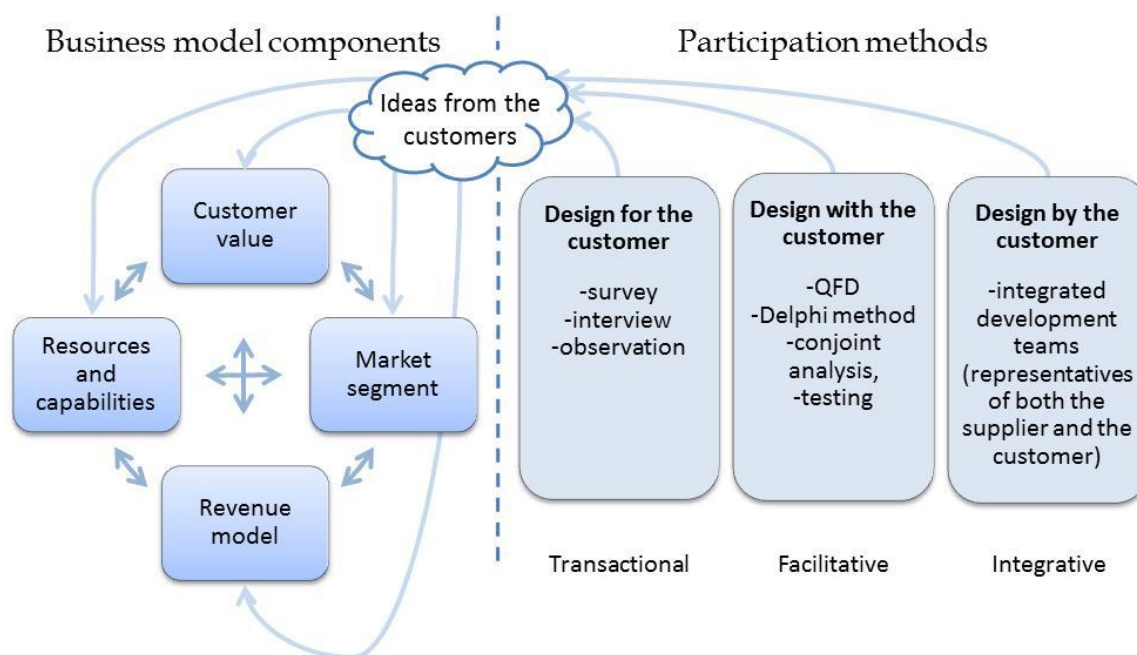 Business model components
Participation methods
Ideas from the
customers
Customer
value
Resources
and
capabilities
Market
segment
Revenue
model
Design for the
customer
-survey
-interview
-observation
Design with the
customer
-QFD
-Delphi method
-conjoint
analysis,
-testing
Design by the
customer
-integrated
development
teams
(representatives
of both the
supplier and the
customer)
Transactional
Facilitative
Integrative